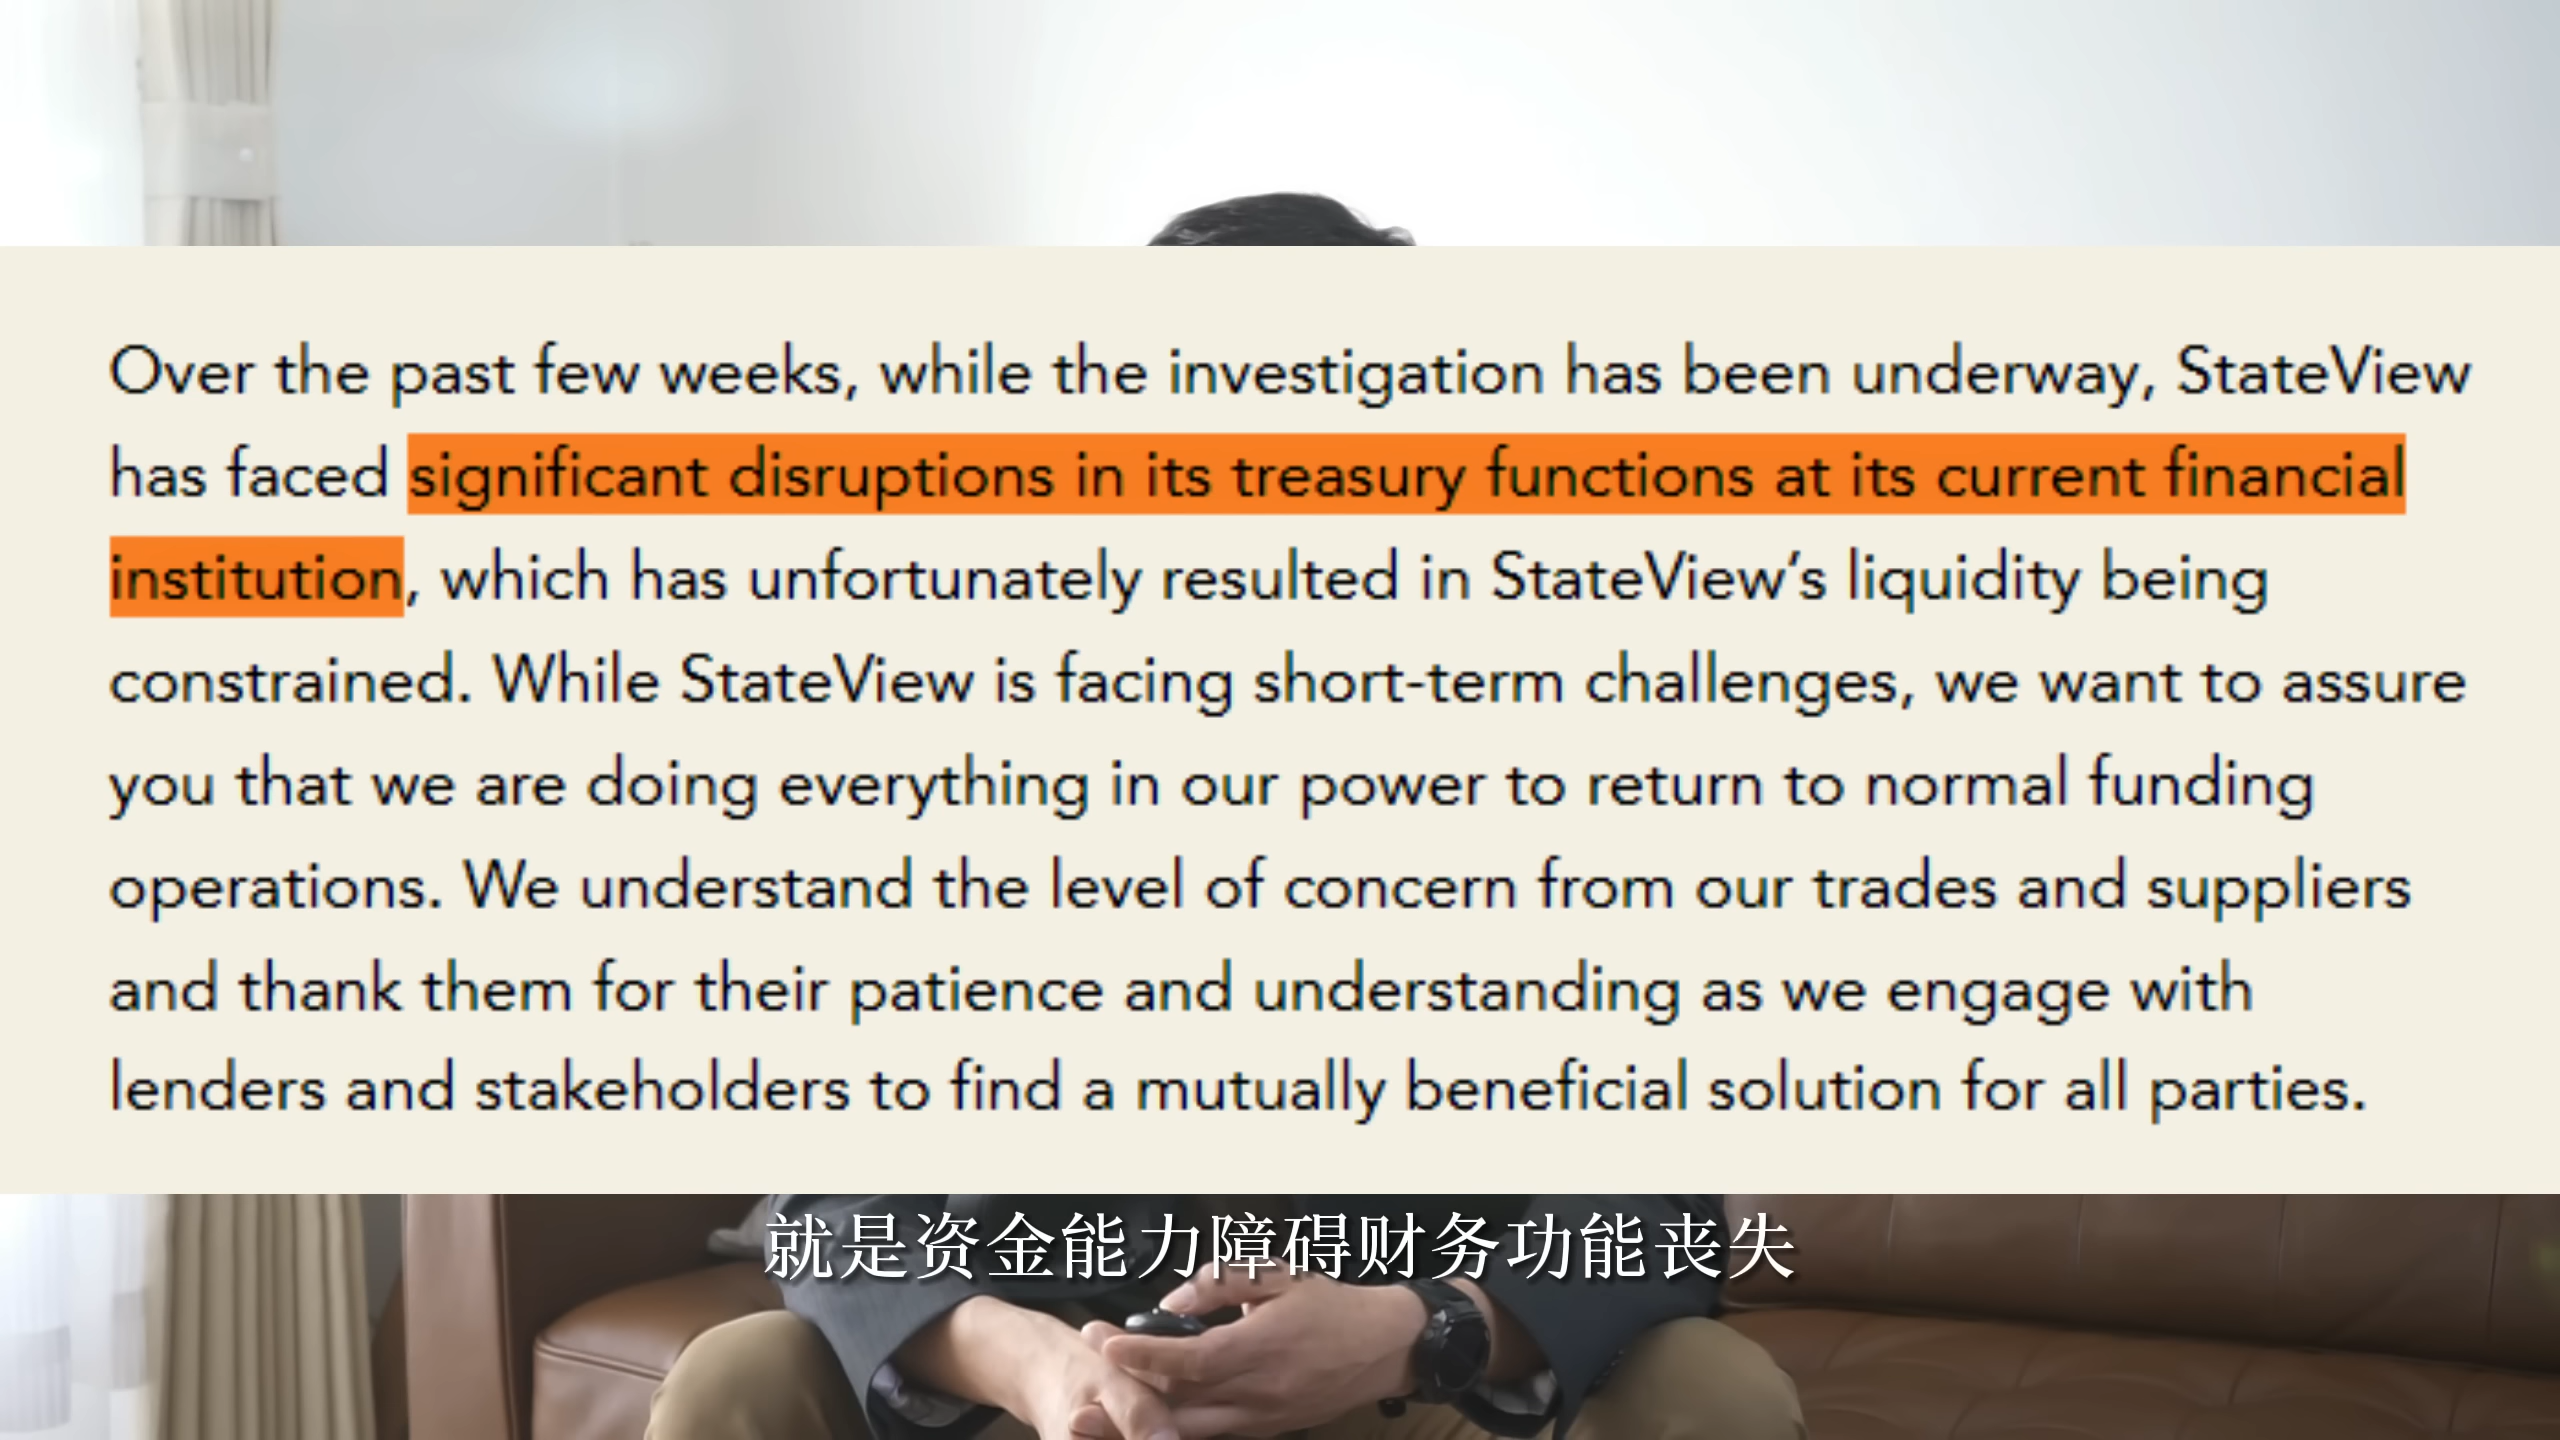 Over the past few weeks, while the investigation has been underway, StateView
has faced significant disruptions in its treasury functions at its current financial
institution, which has unfortunately resulted in StateView’s liquidity being
constrained. While StateView is facing short-term challenges, we want to assure
you that we are doing everything in our power to return to normal funding
operations. We understand the level of concern from our trades and suppliers
and thank them for their patience and understanding as we engage with
lenders and stakeholders to find a mutually beneficial solution for all parties.
就是资金能力障碍财务功能丧失